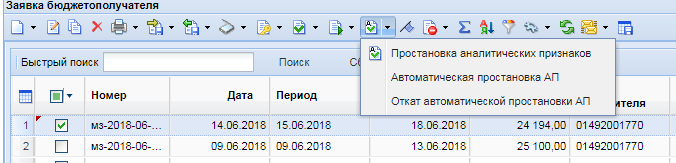 Заявка бюджетополучателя
Быстрый поиск Поиск
Простановка аналитических признаков
Автоматическая простановка АП
Откат автоматической простановки АП
Номер Дата Период
1 мз-2018-06-... 14.06.2018 15.06.2018 18.06.2018 24 194,00 01492001770
2 мз-2018-06-... 09.06.2018 09.06.2018 13.06.2018 25 100,00 01492001770